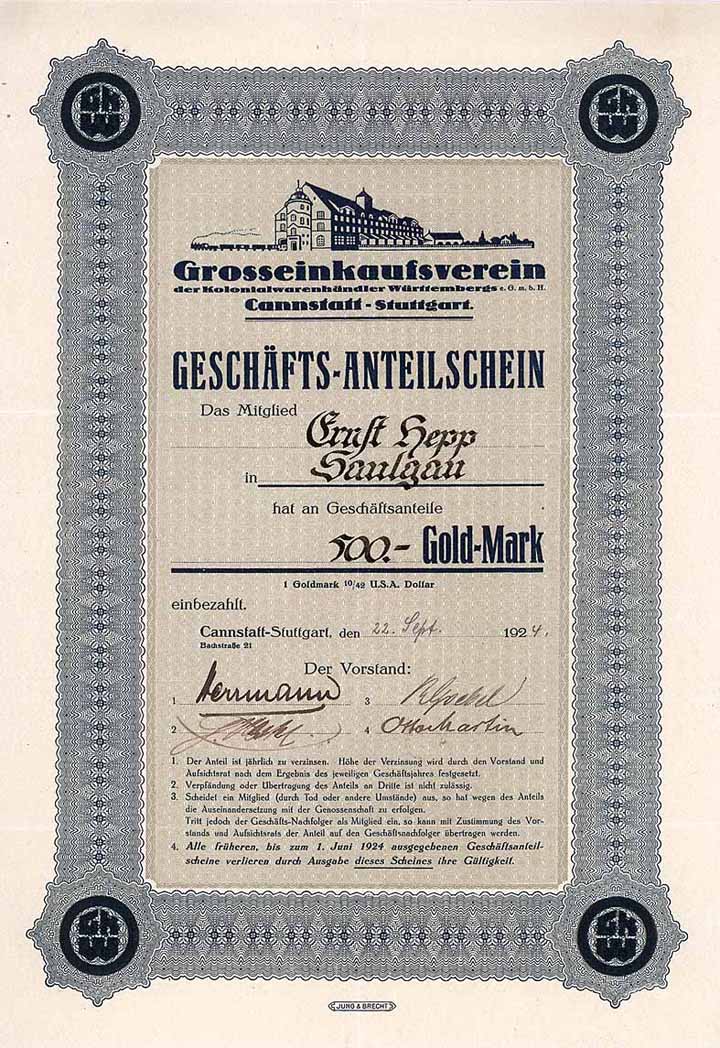 GKW GKW
Grosseinkaufsverein
der Kolonialwarenhändler Württembergs e. G. m. b. H.
Cannstatt-Stuttgart.
GESCHÄFTS-ANTEILSCHEIN
Das Mitglied Ernst Hepp
in Saulgau
hat an Geschäftsanteile
500.- Gold-Mark
1 Goldmark 10/42 U.S.A. Dollar
einbezahlt.
Cannstatt-Stuttgart, den 22. Sept. 1924.
Bachstraße 21
Der Vorstand:
1 Herrmann 3
2 4
1. Der Anteil ist jährlich zu verzinsen. Höhe der Verzinsung wird durch den Vorstand und
Aufsichtsrat nach dem Ergebnis des jeweiligen Geschäftsjahres festgesetzt.
2. Verpfändung oder Übertragung des Anteils an Dritte ist nicht zulässig.
3. Scheidet ein Mitglied (durch Tod oder andere Umstände) aus, so hat wegen des Anteils
die Auseinandersetzung mit der Genossenschaft zu erfolgen.
Tritt jedoch der Geschäfts-Nachfolger als Mitglied ein, so kann mit Zustimmung des Vor-
stands und Aufsichtsrats der Anteil auf den Geschäftsnachfolger übertragen werden.
4. Alle früheren, bis zum 1. Juni 1924 ausgegebenen Geschäftsanteil-
scheine verlieren durch Ausgabe dieses Scheines ihre Gültigkeit.
GKW GKW
JUNG & BRECHT